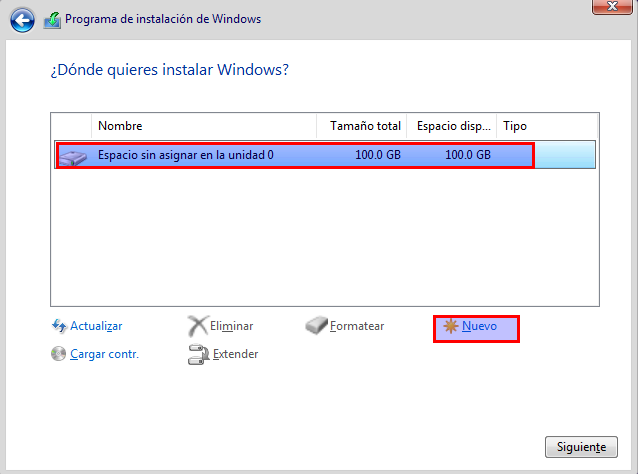 Programa de instalación de Windows
¿Dónde quieres instalar Windows?
Nombre Tamaño total Espacio disp... Tipo
Espacio sin asignar en la unidad 0 100.0 GB 100.0 GB
Actualizar Eliminar Formatear Nuevo
Cargar contr. Extender
Siguiente